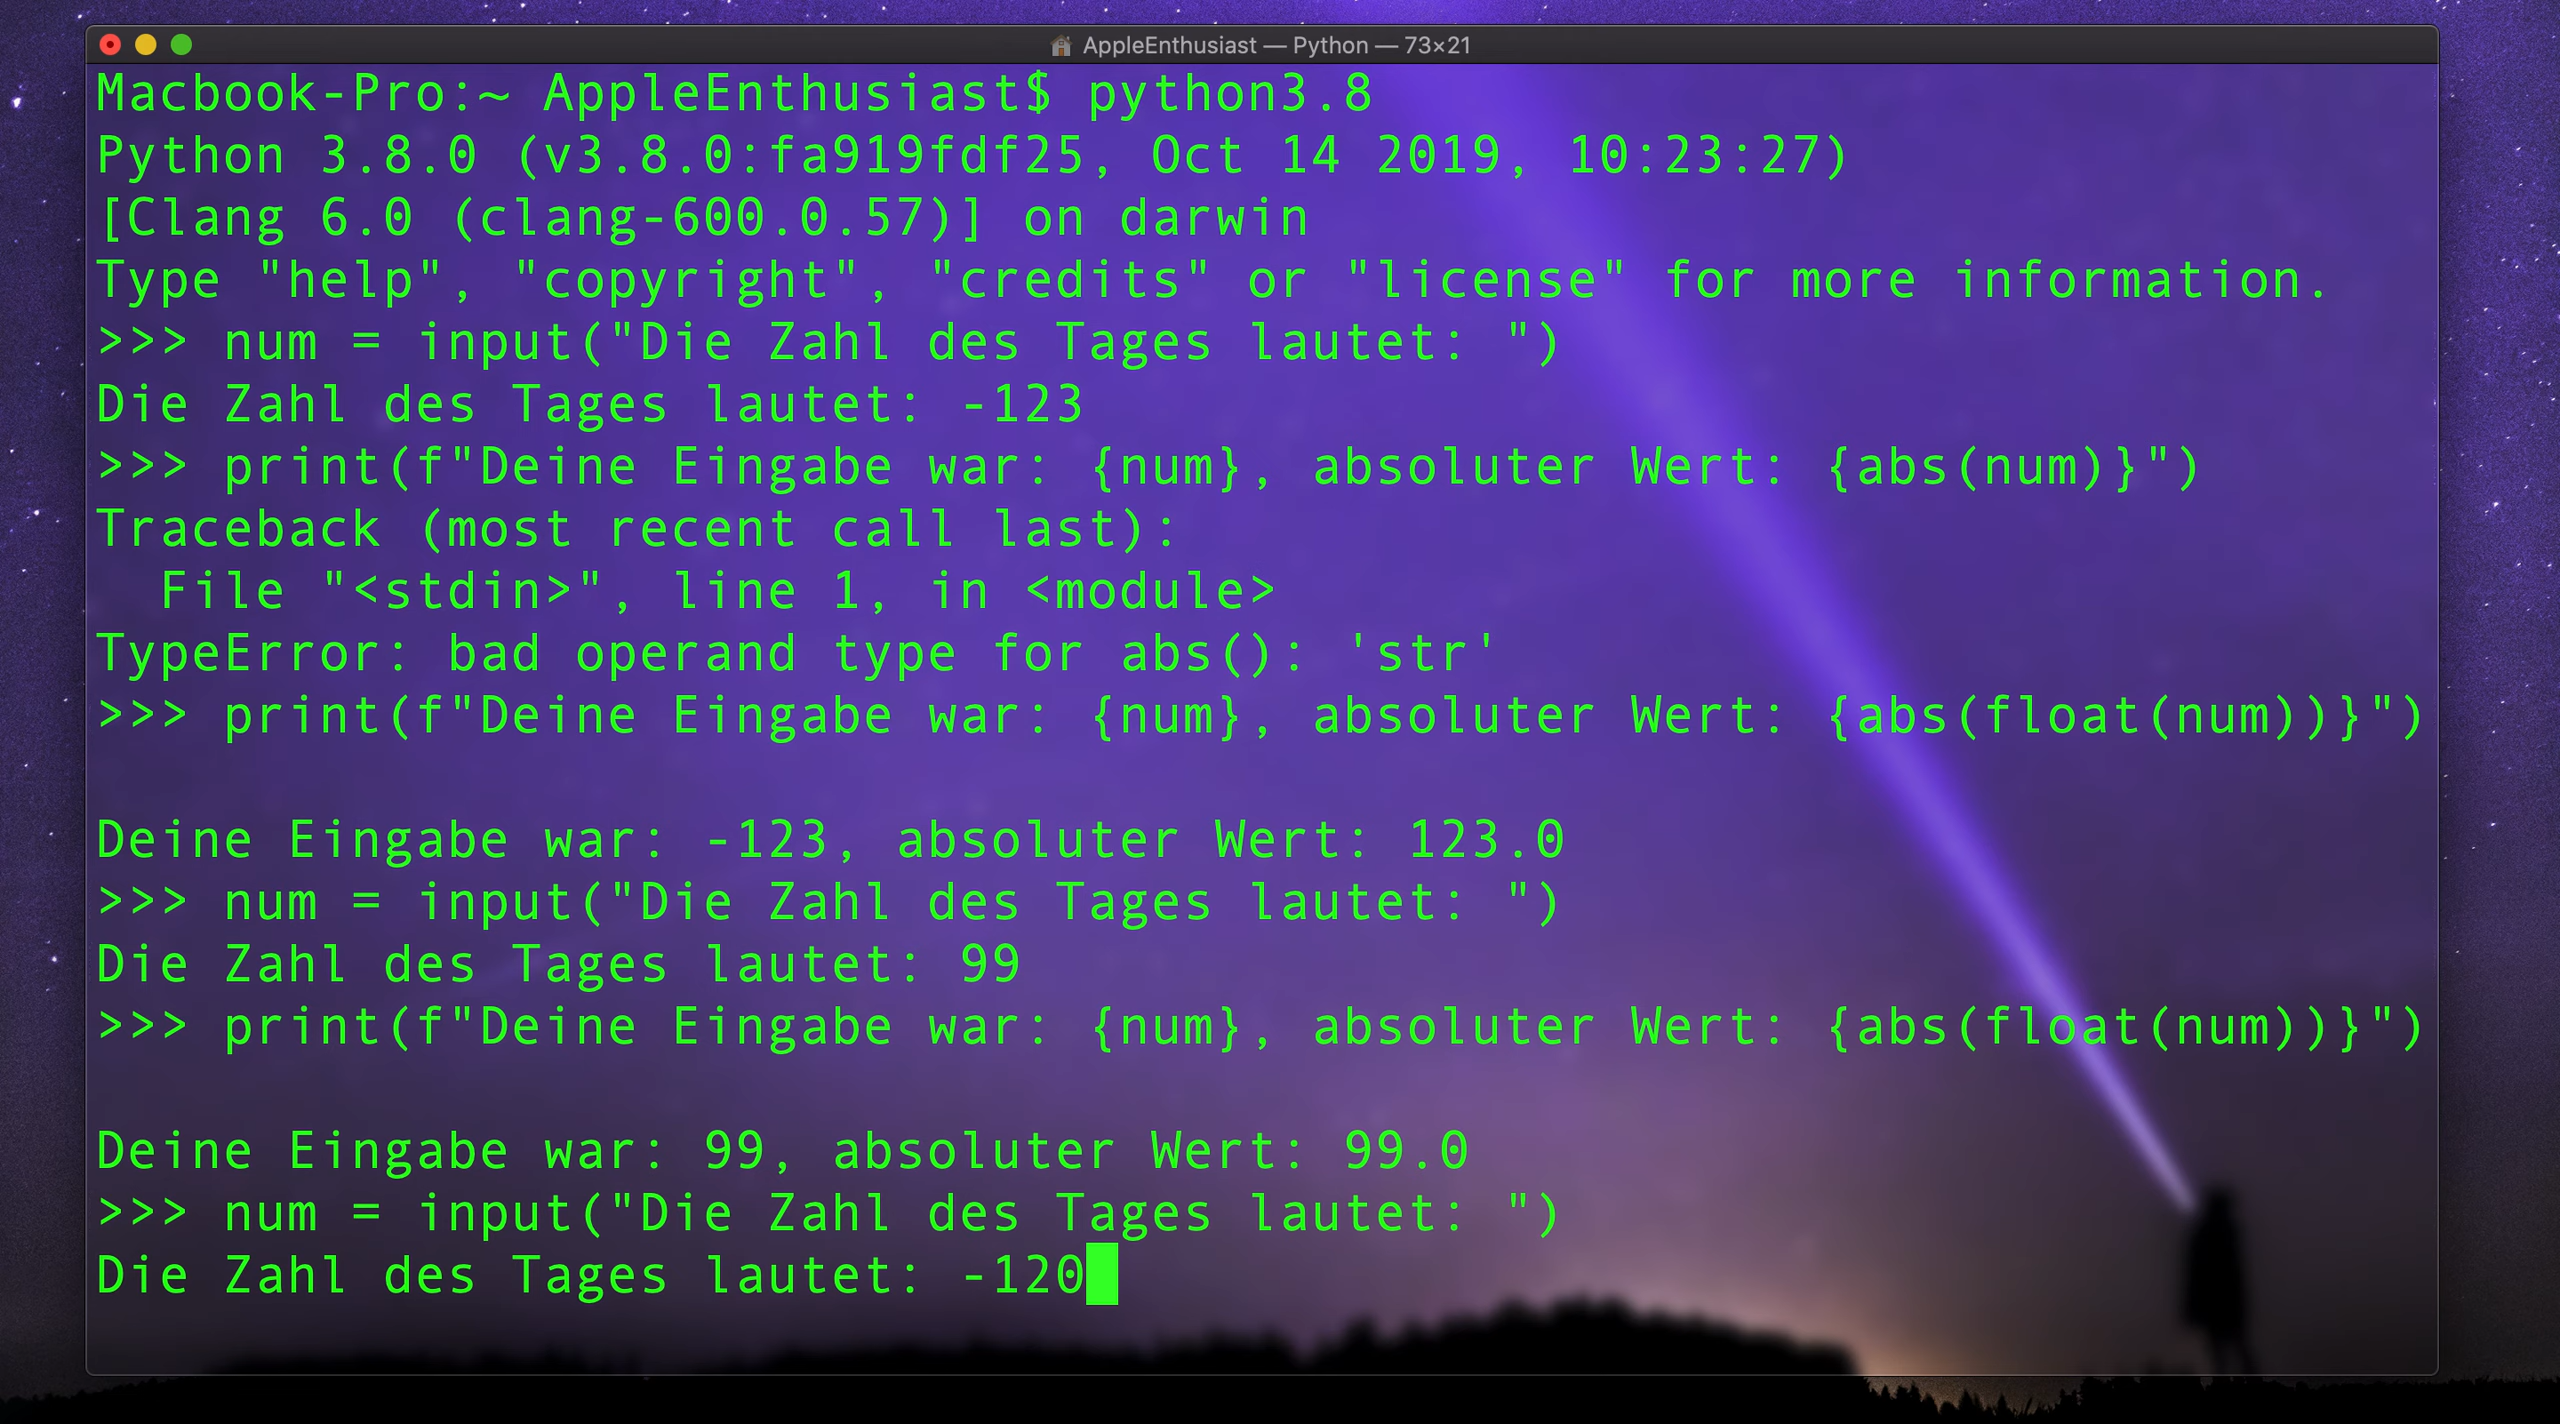 AppleEnthusiast — Python — 73×21
Macbook-Pro:~ AppleEnthusiast$ python3.8
Python 3.8.0 (v3.8.0:fa919fdf25, Oct 14 2019, 10:23:27)
[Clang 6.0 (clang-600.0.57)] on darwin
Type "help", "copyright", "credits" or "license" for more information.
>>> num = input("Die Zahl des Tages lautet: ")
Die Zahl des Tages lautet: -123
>>> print(f"Deine Eingabe war: {num}, absoluter Wert: {abs(num)}")
Traceback (most recent call last):
  File "<stdin>", line 1, in <module>
TypeError: bad operand type for abs(): 'str'
>>> print(f"Deine Eingabe war: {num}, absoluter Wert: {abs(float(num))}")
Deine Eingabe war: -123, absoluter Wert: 123.0
>>> num = input("Die Zahl des Tages lautet: ")
Die Zahl des Tages lautet: 99
>>> print(f"Deine Eingabe war: {num}, absoluter Wert: {abs(float(num))}")
Deine Eingabe war: 99, absoluter Wert: 99.0
>>> num = input("Die Zahl des Tages lautet: ")
Die Zahl des Tages lautet: -120